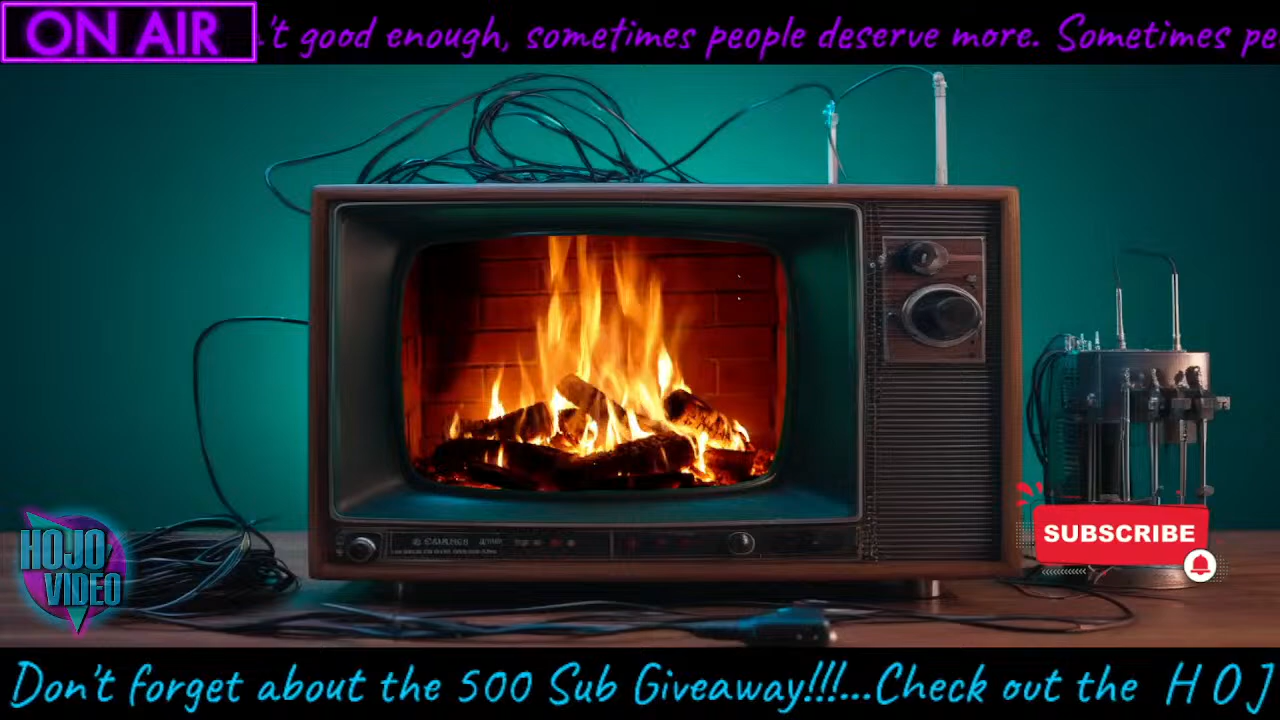 ON AIR
't good enough, sometimes people deserve more. Sometimes pe
SUBSCRIBE
HOJO
VIDEO
Don't forget about the 500 Sub Giveaway!!!...Check out the H O J